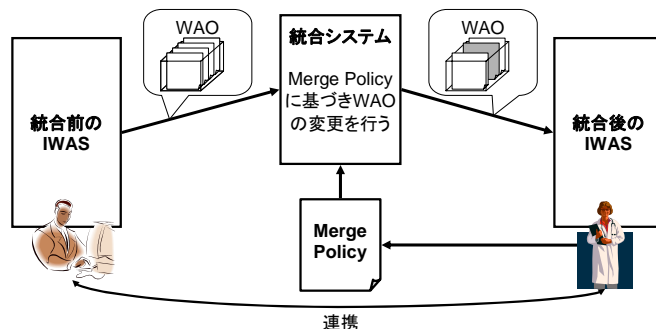 WAO
統合システム
WAO
Merge Policy
に基づきWAO
の変更を行う
統合前の
IWAS
統合後の
IWAS
Merge
Policy
連携